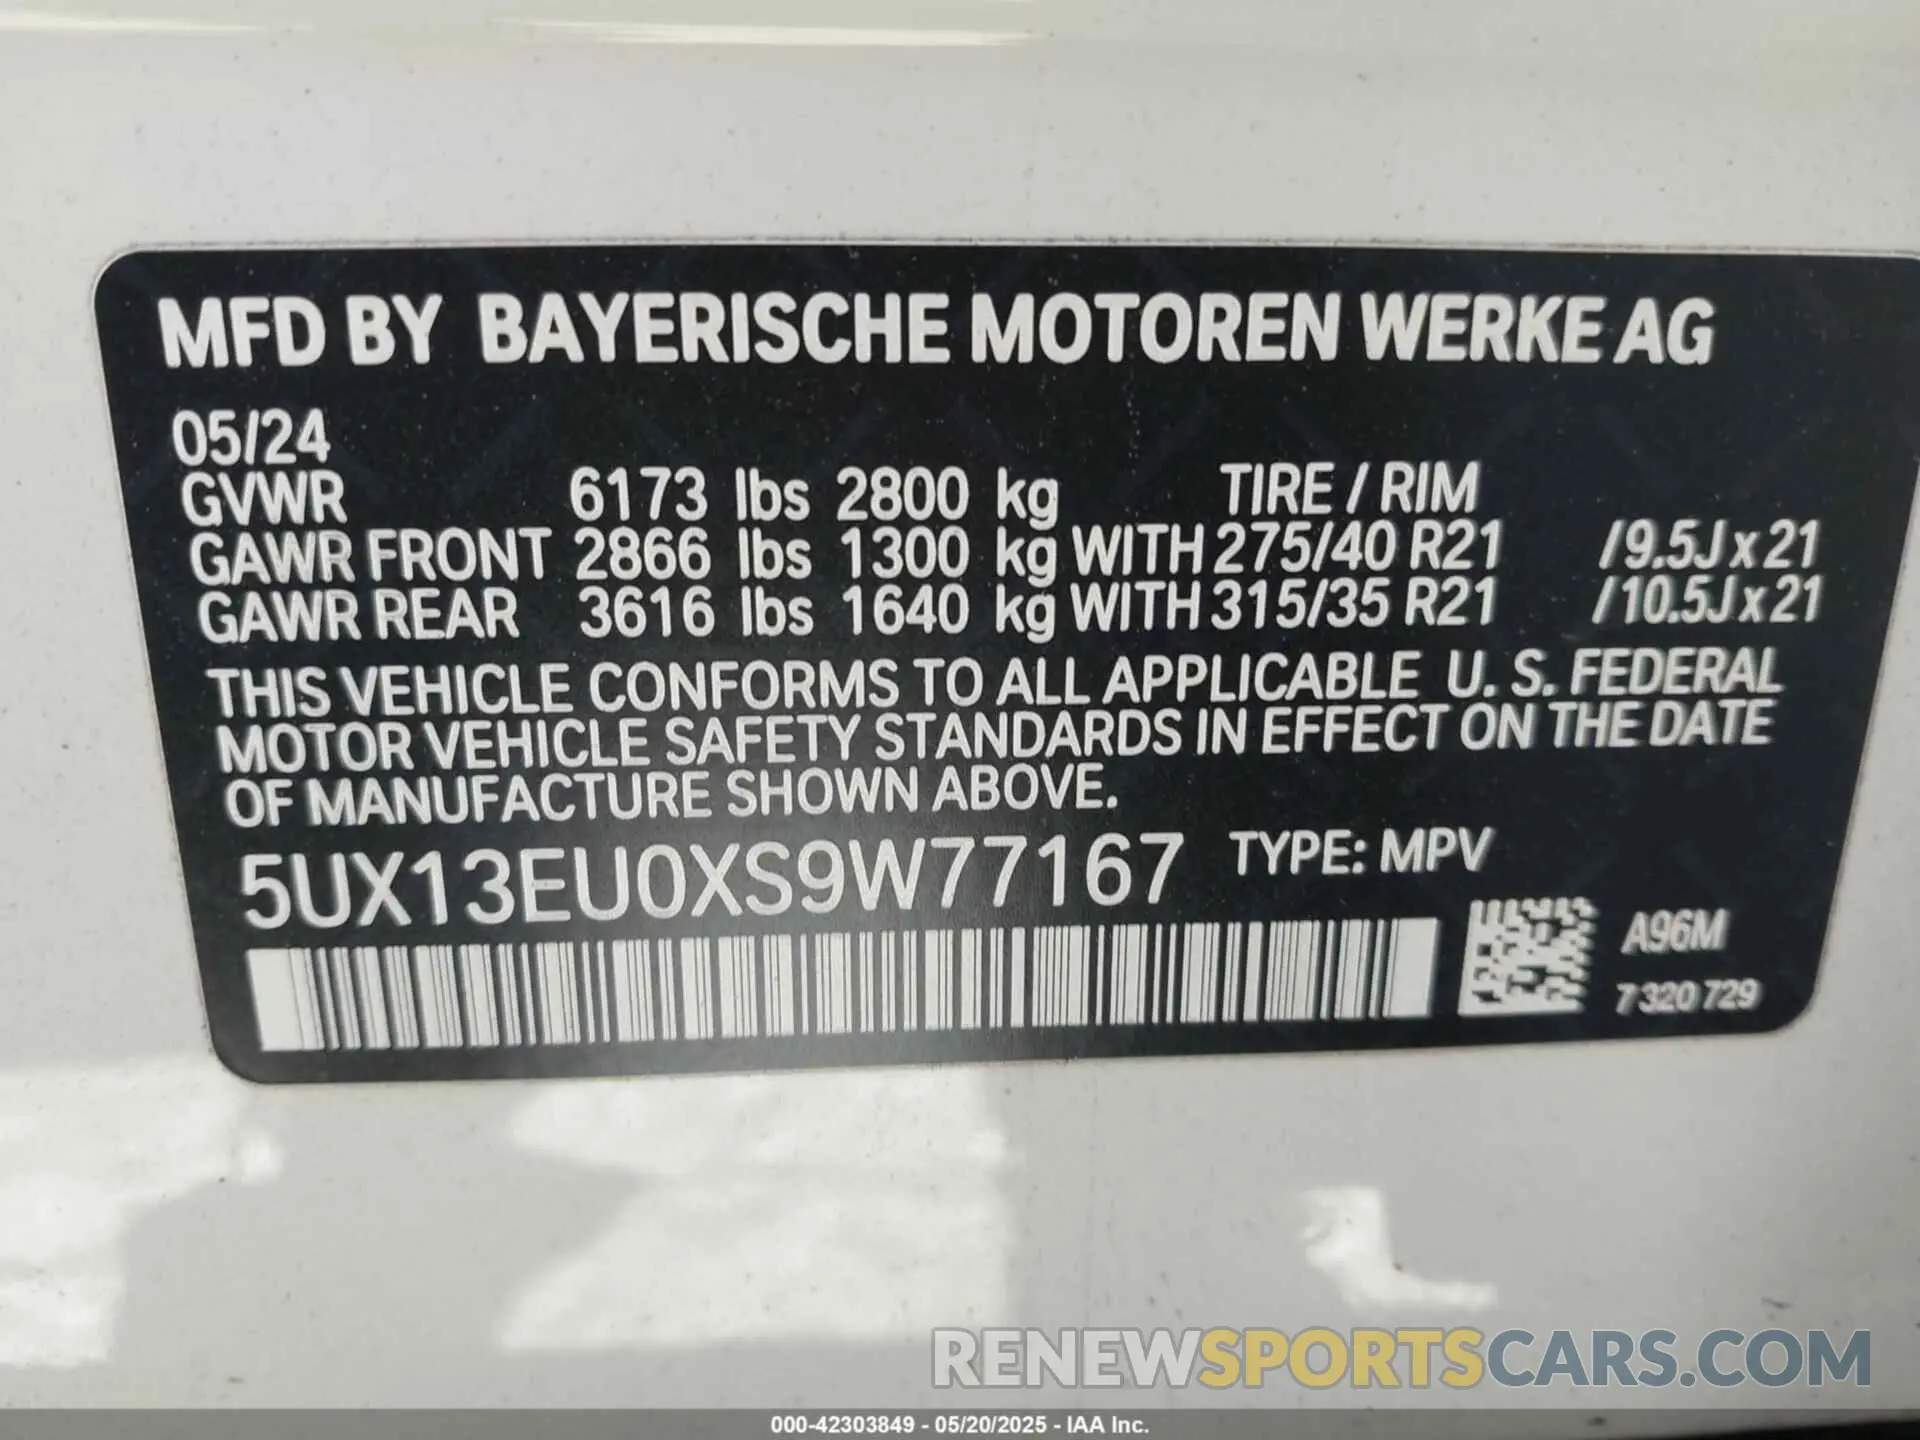 MFD BY BAYERISCHE MOTOREN WERKE AG
05/24
GVWR 6173 lbs 2800 kg TIRE / RIM
GAWR FRONT 2866 lbs 1300 kg WITH 275/40 R21 /9.5J x 21
GAWR REAR 3616 lbs 1640 kg WITH 315/35 R21 /10.5J x 21
THIS VEHICLE CONFORMS TO ALL APPLICABLE U. S. FEDERAL
MOTOR VEHICLE SAFETY STANDARDS IN EFFECT ON THE DATE
OF MANUFACTURE SHOWN ABOVE.
5UX13EU0XS9W77167 TYPE: MPV
A96M
7 320 729
RENEWSPORTSCARS.COM
000-42303849 - 05/20/2025 - IAA Inc.